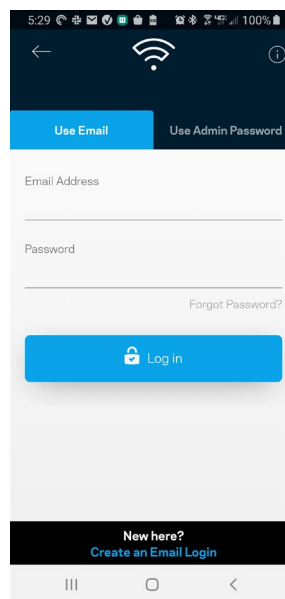 5:29 100%
Use Email Use Admin Password
Email Address
Password
Forgot Password?
Log in
New here?
Create an Email Login